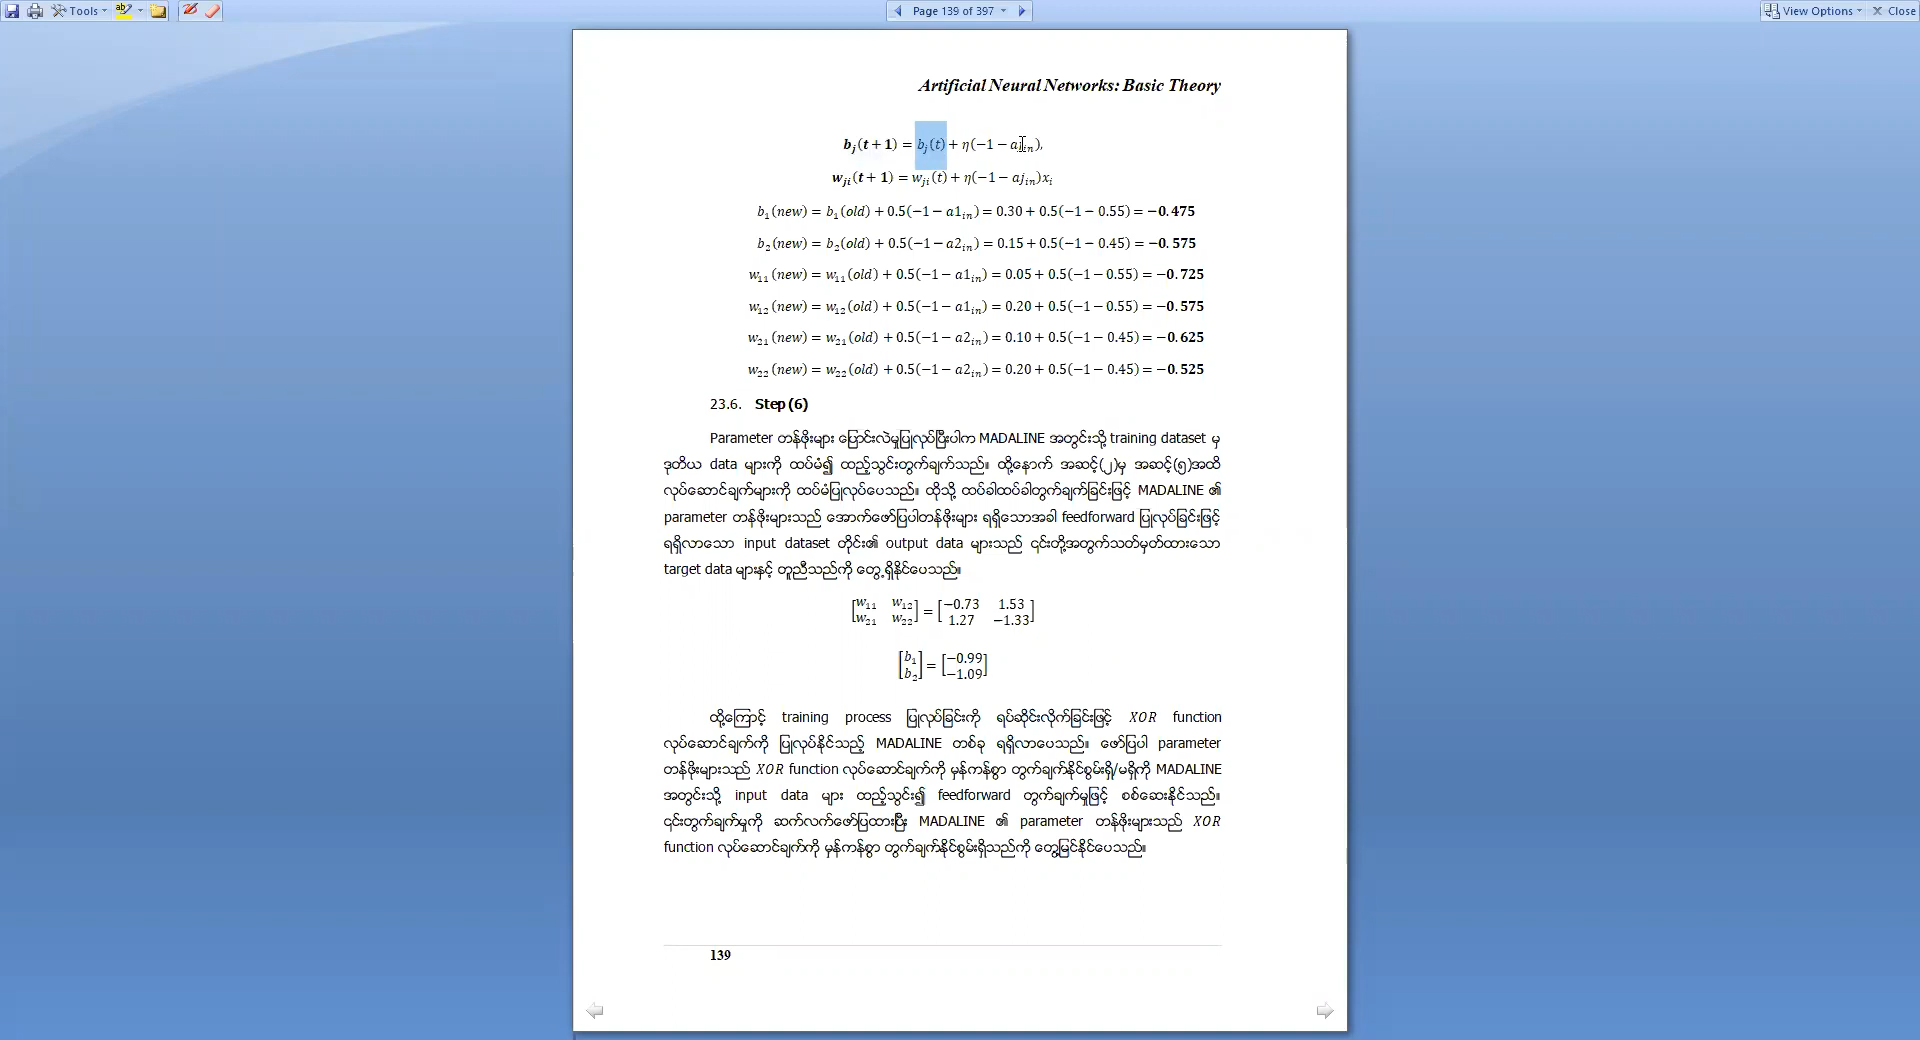 Tools
Page 139 of 397
View Options
Close
Artificial Neural Networks: Basic Theory
b_j(t + 1) = b_j(t) + η(−1 − aj_in),
w_ji(t + 1) = w_ji(t) + η(−1 − aj_in)x_i
b₁(new) = b₁(old) + 0.5(−1 − a1_in) = 0.30 + 0.5(−1 − 0.55) = −0.475
b₂(new) = b₂(old) + 0.5(−1 − a2_in) = 0.15 + 0.5(−1 − 0.45) = −0.575
w₁₁(new) = w₁₁(old) + 0.5(−1 − a1_in) = 0.05 + 0.5(−1 − 0.55) = −0.725
w₁₂(new) = w₁₂(old) + 0.5(−1 − a1_in) = 0.20 + 0.5(−1 − 0.55) = −0.575
w₂₁(new) = w₂₁(old) + 0.5(−1 − a2_in) = 0.10 + 0.5(−1 − 0.45) = −0.625
w₂₂(new) = w₂₂(old) + 0.5(−1 − a2_in) = 0.20 + 0.5(−1 − 0.45) = −0.525
23.6. Step (6)
Parameter တန်ဖိုးများ ပြောင်းလဲမှုပြုလုပ်ပြီးပါက MADALINE အတွင်းသို့ training dataset မှ
ဒုတိယ data များကို ထပ်မံ၍ ထည့်သွင်းတွက်ချက်သည်။ ထို့နောက် အဆင့်(၂)မှ အဆင့်(၅)အထိ
လုပ်ဆောင်ချက်များကို ထပ်မံပြုလုပ်ပေသည်။ ထိုသို့ ထပ်ခါထပ်ခါတွက်ချက်ခြင်းဖြင့် MADALINE ၏
parameter တန်ဖိုးများသည် အောက်ဖော်ပြပါတန်ဖိုးများ ရရှိသောအခါ feedforward ပြုလုပ်ခြင်းဖြင့်
ရရှိလာသော input dataset တိုင်း၏ output data များသည် ၎င်းတို့အတွက်သတ်မှတ်ထားသော
target data များနှင့် တူညီသည်ကို တွေ့ရှိနိုင်ပေသည်။
[w₁₁ w₁₂] = [−0.73 1.53]
[w₂₁ w₂₂] [1.27 −1.33]
[b₁] = [−0.99]
[b₂] [−1.09]
ထို့ကြောင့် training process ပြုလုပ်ခြင်းကို ရပ်ဆိုင်းလိုက်ခြင်းဖြင့် XOR function
လုပ်ဆောင်ချက်ကို ပြုလုပ်နိုင်သည့် MADALINE တစ်ခု ရရှိလာပေသည်။ ဖော်ပြပါ parameter
တန်ဖိုးများသည် XOR function လုပ်ဆောင်ချက်ကို မှန်ကန်စွာ တွက်ချက်နိုင်စွမ်းရှိ/မရှိကို MADALINE
အတွင်းသို့ input data များ ထည့်သွင်း၍ feedforward တွက်ချက်မှုဖြင့် စစ်ဆေးနိုင်သည်။
၎င်းတွက်ချက်မှုကို ဆက်လက်ဖော်ပြထားပြီး MADALINE ၏ parameter တန်ဖိုးများသည် XOR
function လုပ်ဆောင်ချက်ကို မှန်ကန်စွာ တွက်ချက်နိုင်စွမ်းရှိသည်ကို တွေ့မြင်နိုင်ပေသည်။
139